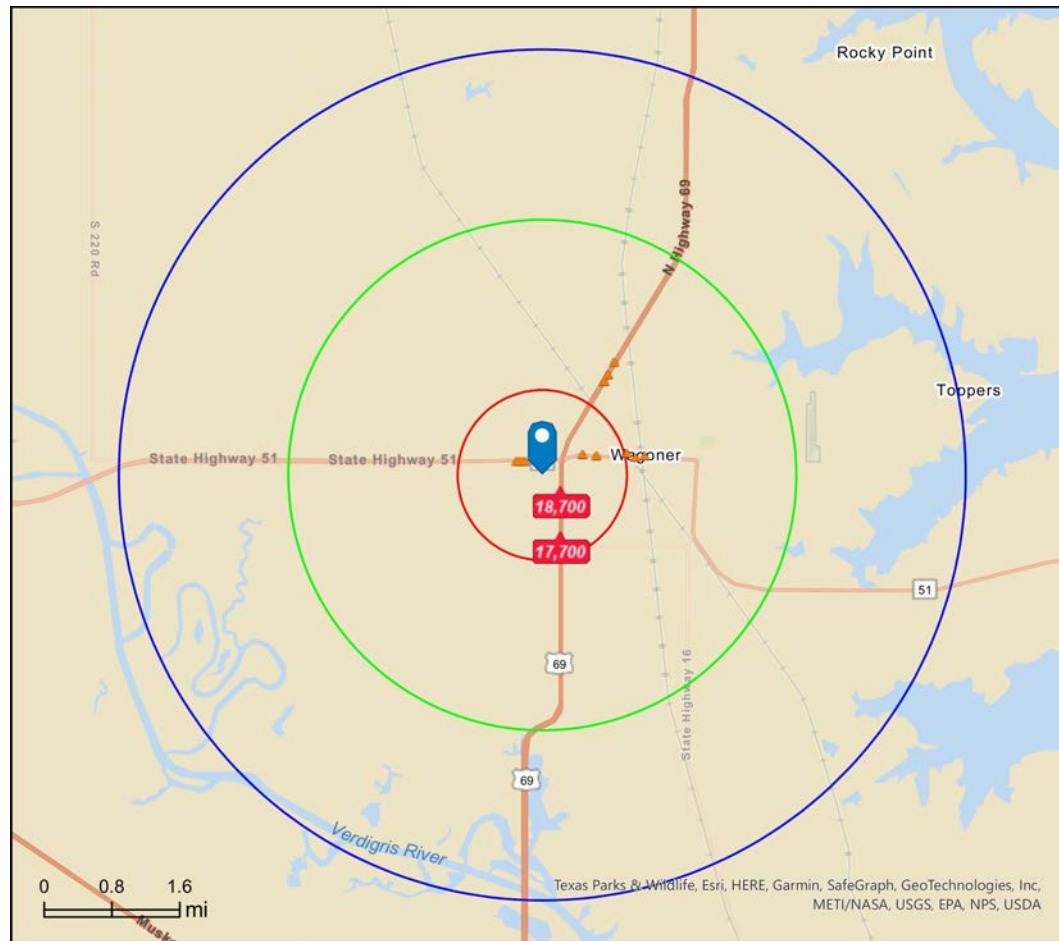 Rocky Point
N Highway 69
S 220 Rd
Toppers
State Highway 51
State Highway 51
Wagoner
18,700
17,700
51
69
State Highway 16
69
Verdigris River
0 0.8 1.6
mi
Texas Parks & Wildlife, Esri, HERE, Garmin, SafeGraph, GeoTechnologies, Inc,
METI/NASA, USGS, EPA, NPS, USDA